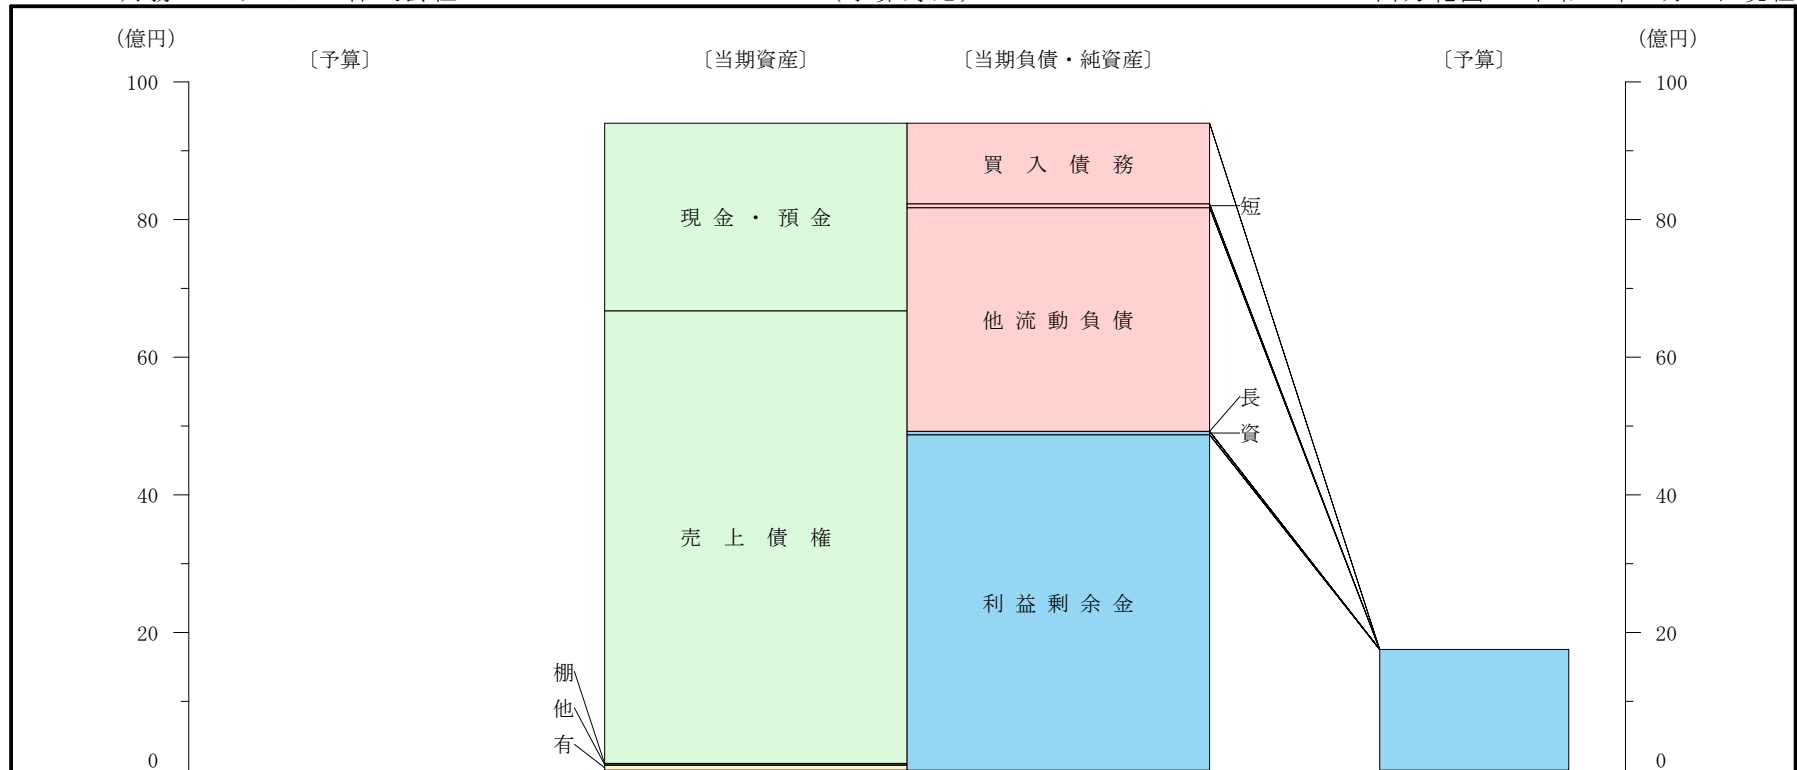 (億円)
(億円)
〔予算〕
〔当期資産〕
〔当期負債・純資産〕
〔予算〕
100
100
買入債務
短
現金・預金
80
80
他流動負債
60
60
長
資
40
40
売上債権
利益剰余金
20
20
棚
他
有
0
0